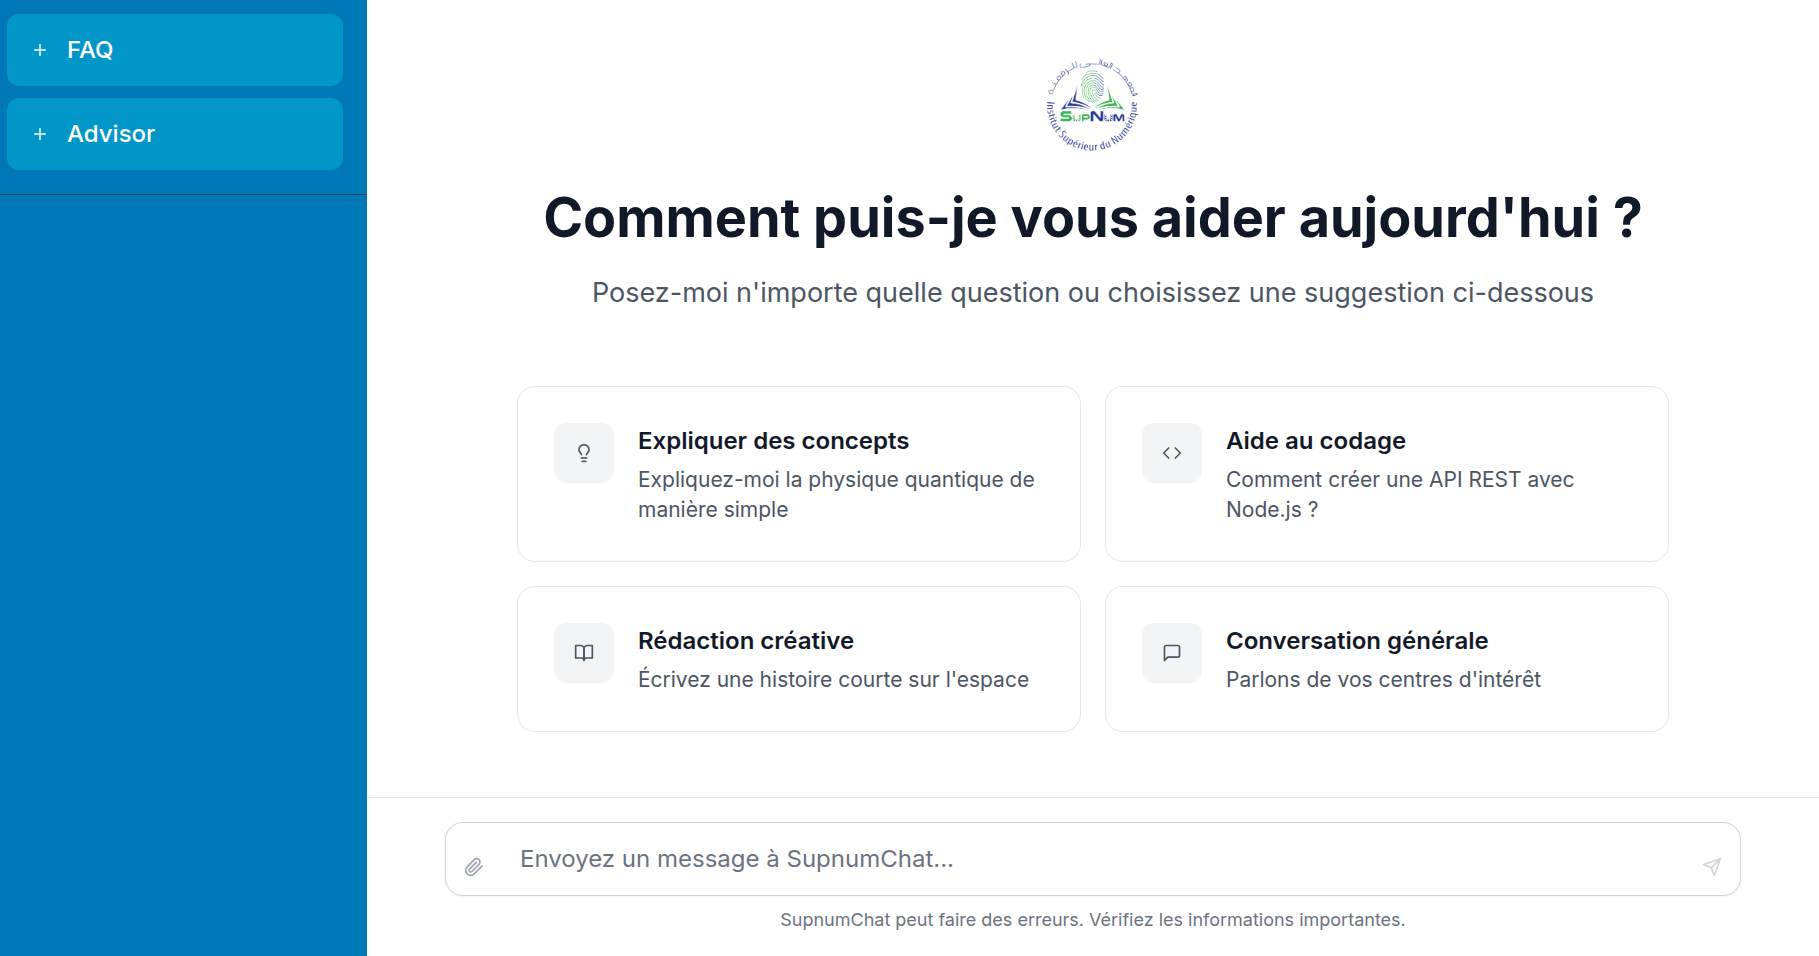 FAQ
Advisor
المعهد العالي للرقمنة
SupNum
Institut Supérieur du Numérique
Comment puis-je vous aider aujourd'hui ?
Posez-moi n'importe quelle question ou choisissez une suggestion ci-dessous
Expliquer des concepts
Expliquez-moi la physique quantique de
manière simple
Aide au codage
Comment créer une API REST avec
Node.js ?
Rédaction créative
Écrivez une histoire courte sur l'espace
Conversation générale
Parlons de vos centres d'intérêt
Envoyez un message à SupnumChat...
SupnumChat peut faire des erreurs. Vérifiez les informations importantes.